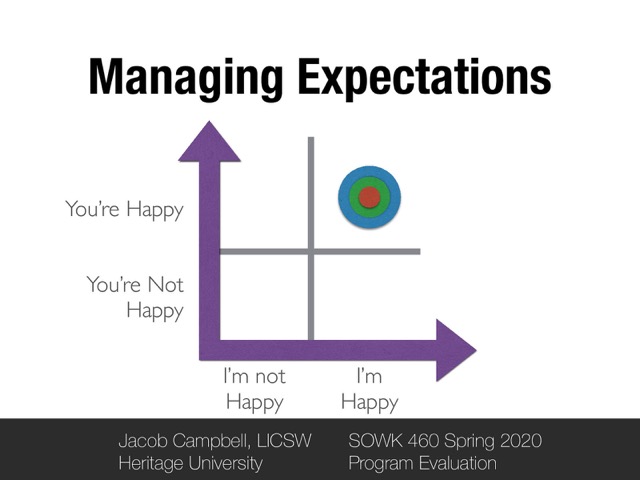 Managing Expectations
You're Happy
You're Not
Happy
I'm not
Happy
I'm
Happy
Jacob Campbell, LICSW
Heritage University
SOWK 460 Spring 2020
Program Evaluation